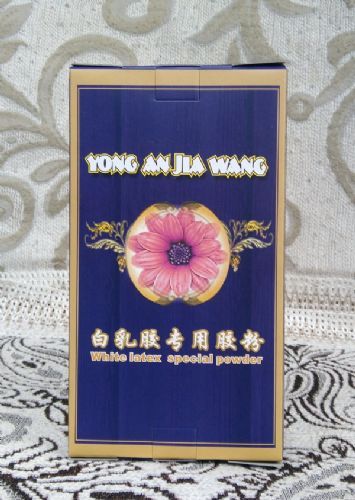 YONG AN JIA WANG
白乳胶专用胶粉
White latex special powder